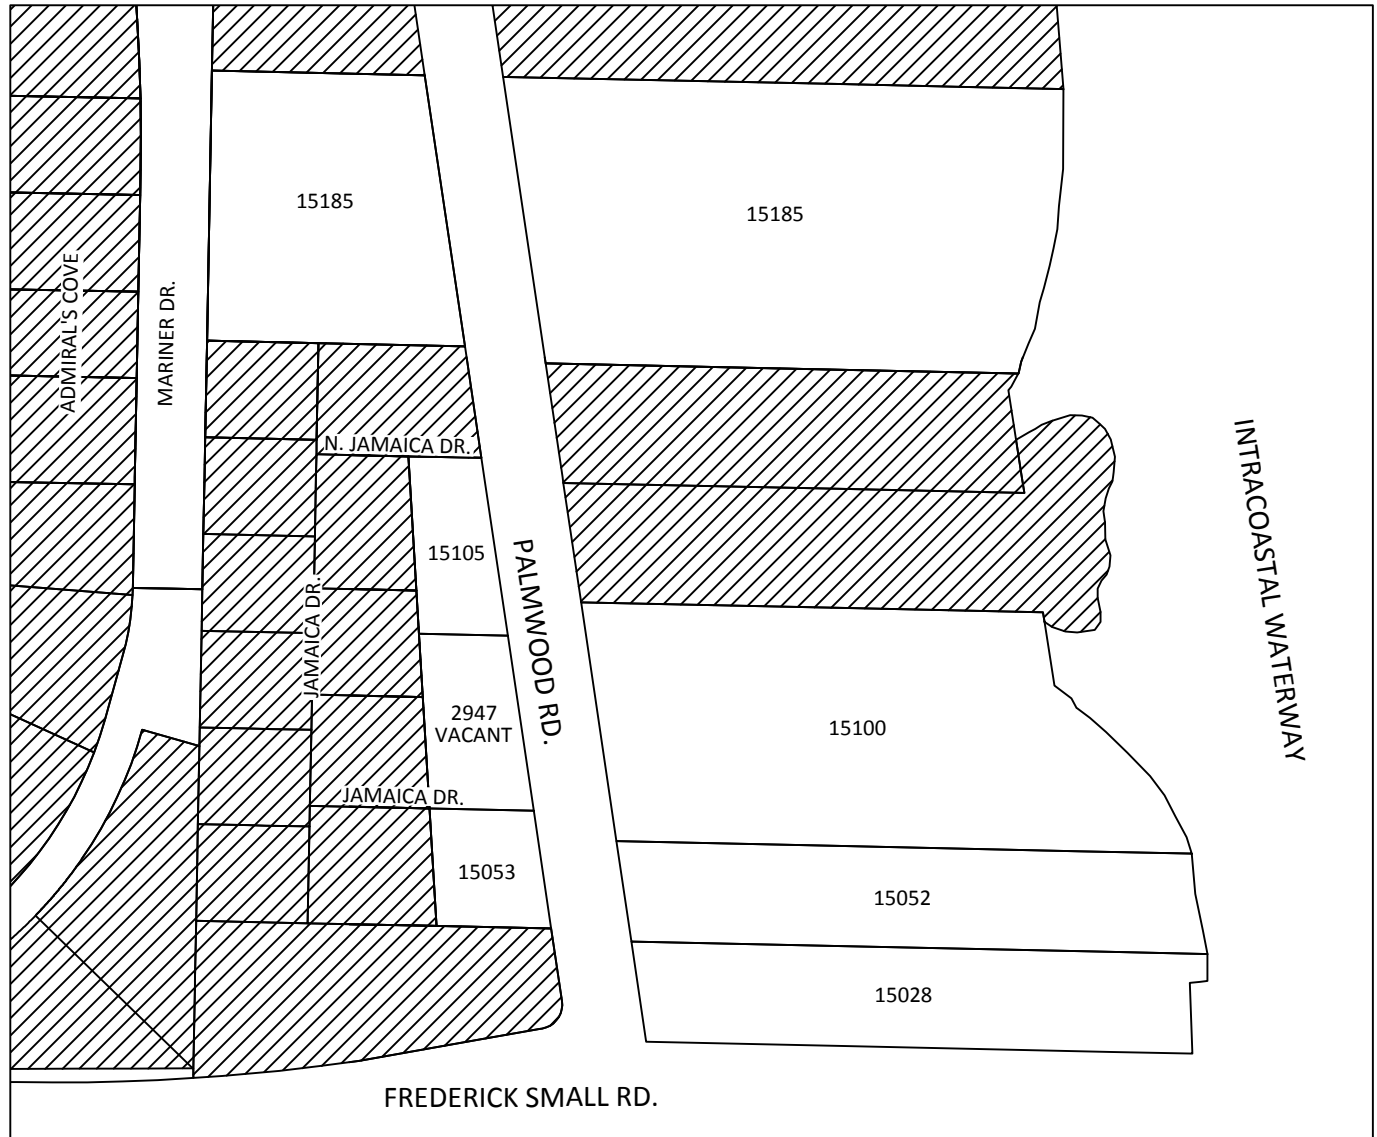 15185
15185
ADMIRAL'S COVE
MARINER DR.
N. JAMAICA DR.
INTRACOASTAL WATERWAY
15105
PALMWOOD RD.
JAMAICA DR.
2947
VACANT
15100
JAMAICA DR.
15053
15052
15028
FREDERICK SMALL RD.